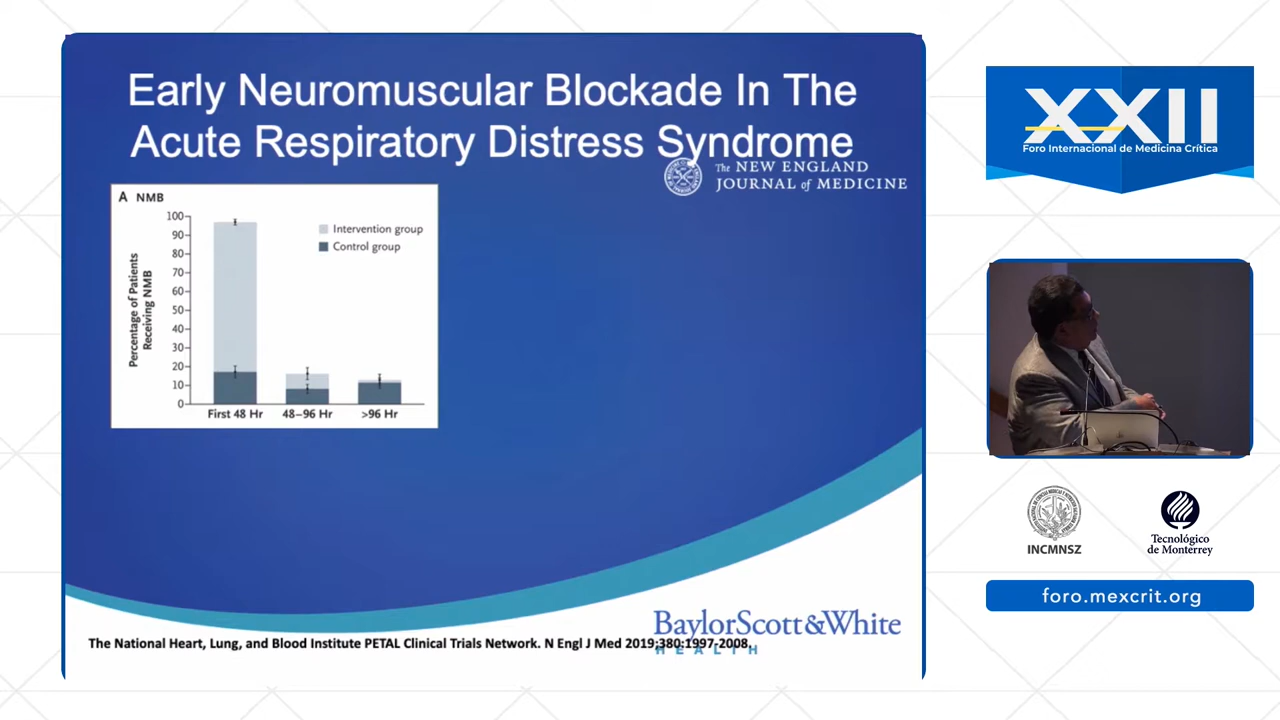 Early Neuromuscular Blockade In The
Acute Respiratory Distress Syndrome
The NEW ENGLAND
JOURNAL of MEDICINE
A NMB
Percentage of Patients
Receiving NMB
100
90
80
70
60
50
40
30
20
10
0
Intervention group
Control group
First 48 Hr
48–96 Hr
>96 Hr
BaylorScott&White
HEALTH
The National Heart, Lung, and Blood Institute PETAL Clinical Trials Network. N Engl J Med 2019;380:1997-2008.
XXII
Foro Internacional de Medicina Crítica
INCMNSZ
Tecnológico
de Monterrey
foro.mexcrit.org